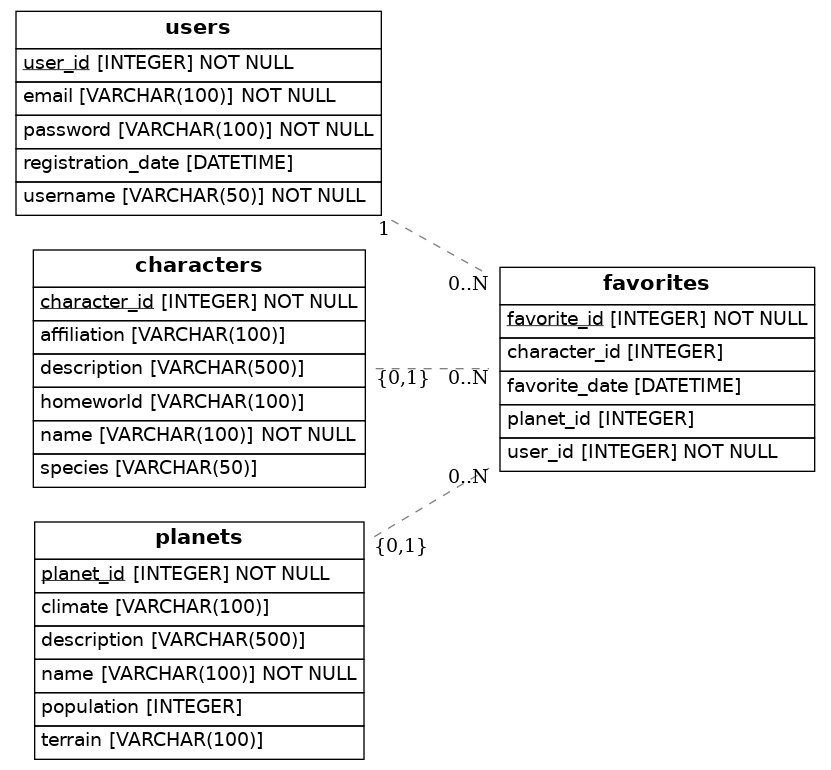 users
user_id [INTEGER] NOT NULL
email [VARCHAR(100)] NOT NULL
password [VARCHAR(100)] NOT NULL
registration_date [DATETIME]
username [VARCHAR(50)] NOT NULL
1
0..N
characters
character_id [INTEGER] NOT NULL
affiliation [VARCHAR(100)]
description [VARCHAR(500)]
homeworld [VARCHAR(100)]
name [VARCHAR(100)] NOT NULL
species [VARCHAR(50)]
{0,1}
0..N
favorites
favorite_id [INTEGER] NOT NULL
character_id [INTEGER]
favorite_date [DATETIME]
planet_id [INTEGER]
user_id [INTEGER] NOT NULL
0..N
{0,1}
planets
planet_id [INTEGER] NOT NULL
climate [VARCHAR(100)]
description [VARCHAR(500)]
name [VARCHAR(100)] NOT NULL
population [INTEGER]
terrain [VARCHAR(100)]